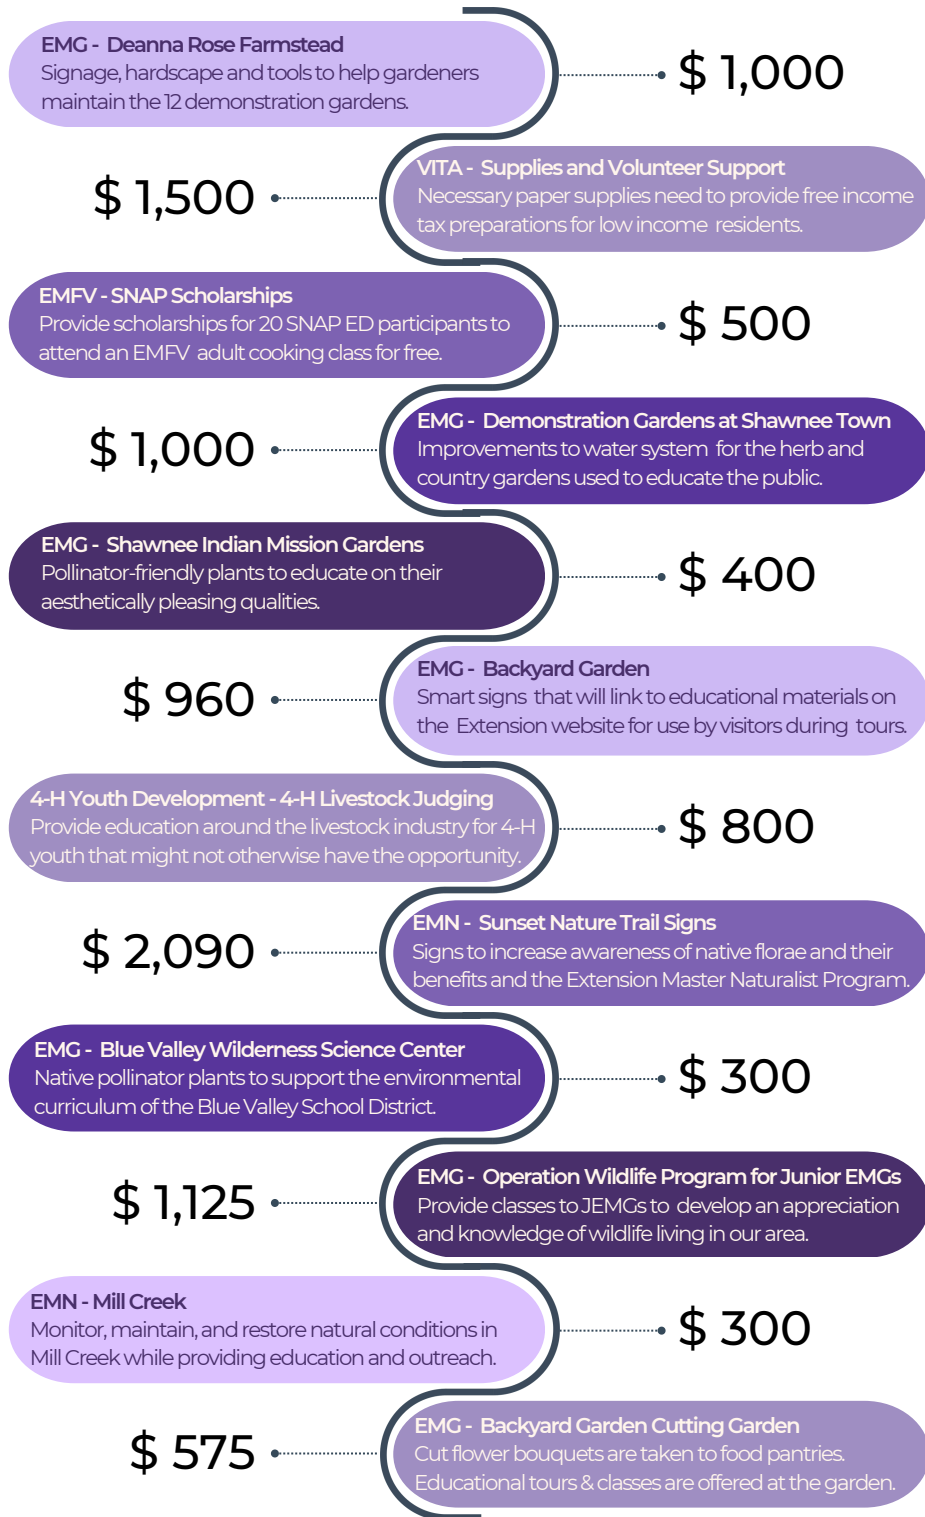 EMG - Deanna Rose Farmstead
Signage, hardscape and tools to help gardeners
maintain the 12 demonstration gardens.
$ 1,000
VITA - Supplies and Volunteer Support
Necessary paper supplies need to provide free income
tax preparations for low income residents.
$ 1,500
EMFV - SNAP Scholarships
Provide scholarships for 20 SNAP ED participants to
attend an EMFV adult cooking class for free.
$ 500
EMG - Demonstration Gardens at Shawnee Town
Improvements to water system for the herb and
country gardens used to educate the public.
$ 1,000
EMG - Shawnee Indian Mission Gardens
Pollinator-friendly plants to educate on their
aesthetically pleasing qualities.
$ 400
EMG - Backyard Garden
Smart signs that will link to educational materials on
the Extension website for use by visitors during tours.
$ 960
4-H Youth Development - 4-H Livestock Judging
Provide education around the livestock industry for 4-H
youth that might not otherwise have the opportunity.
$ 800
EMN - Sunset Nature Trail Signs
Signs to increase awareness of native florae and their
benefits and the Extension Master Naturalist Program.
$ 2,090
EMG - Blue Valley Wilderness Science Center
Native pollinator plants to support the environmental
curriculum of the Blue Valley School District.
$ 300
EMG - Operation Wildlife Program for Junior EMGs
Provide classes to JEMGs to develop an appreciation
and knowledge of wildlife living in our area.
$ 1,125
EMN - Mill Creek
Monitor, maintain, and restore natural conditions in
Mill Creek while providing education and outreach.
$ 300
EMG - Backyard Garden Cutting Garden
Cut flower bouquets are taken to food pantries.
Educational tours & classes are offered at the garden.
$ 575